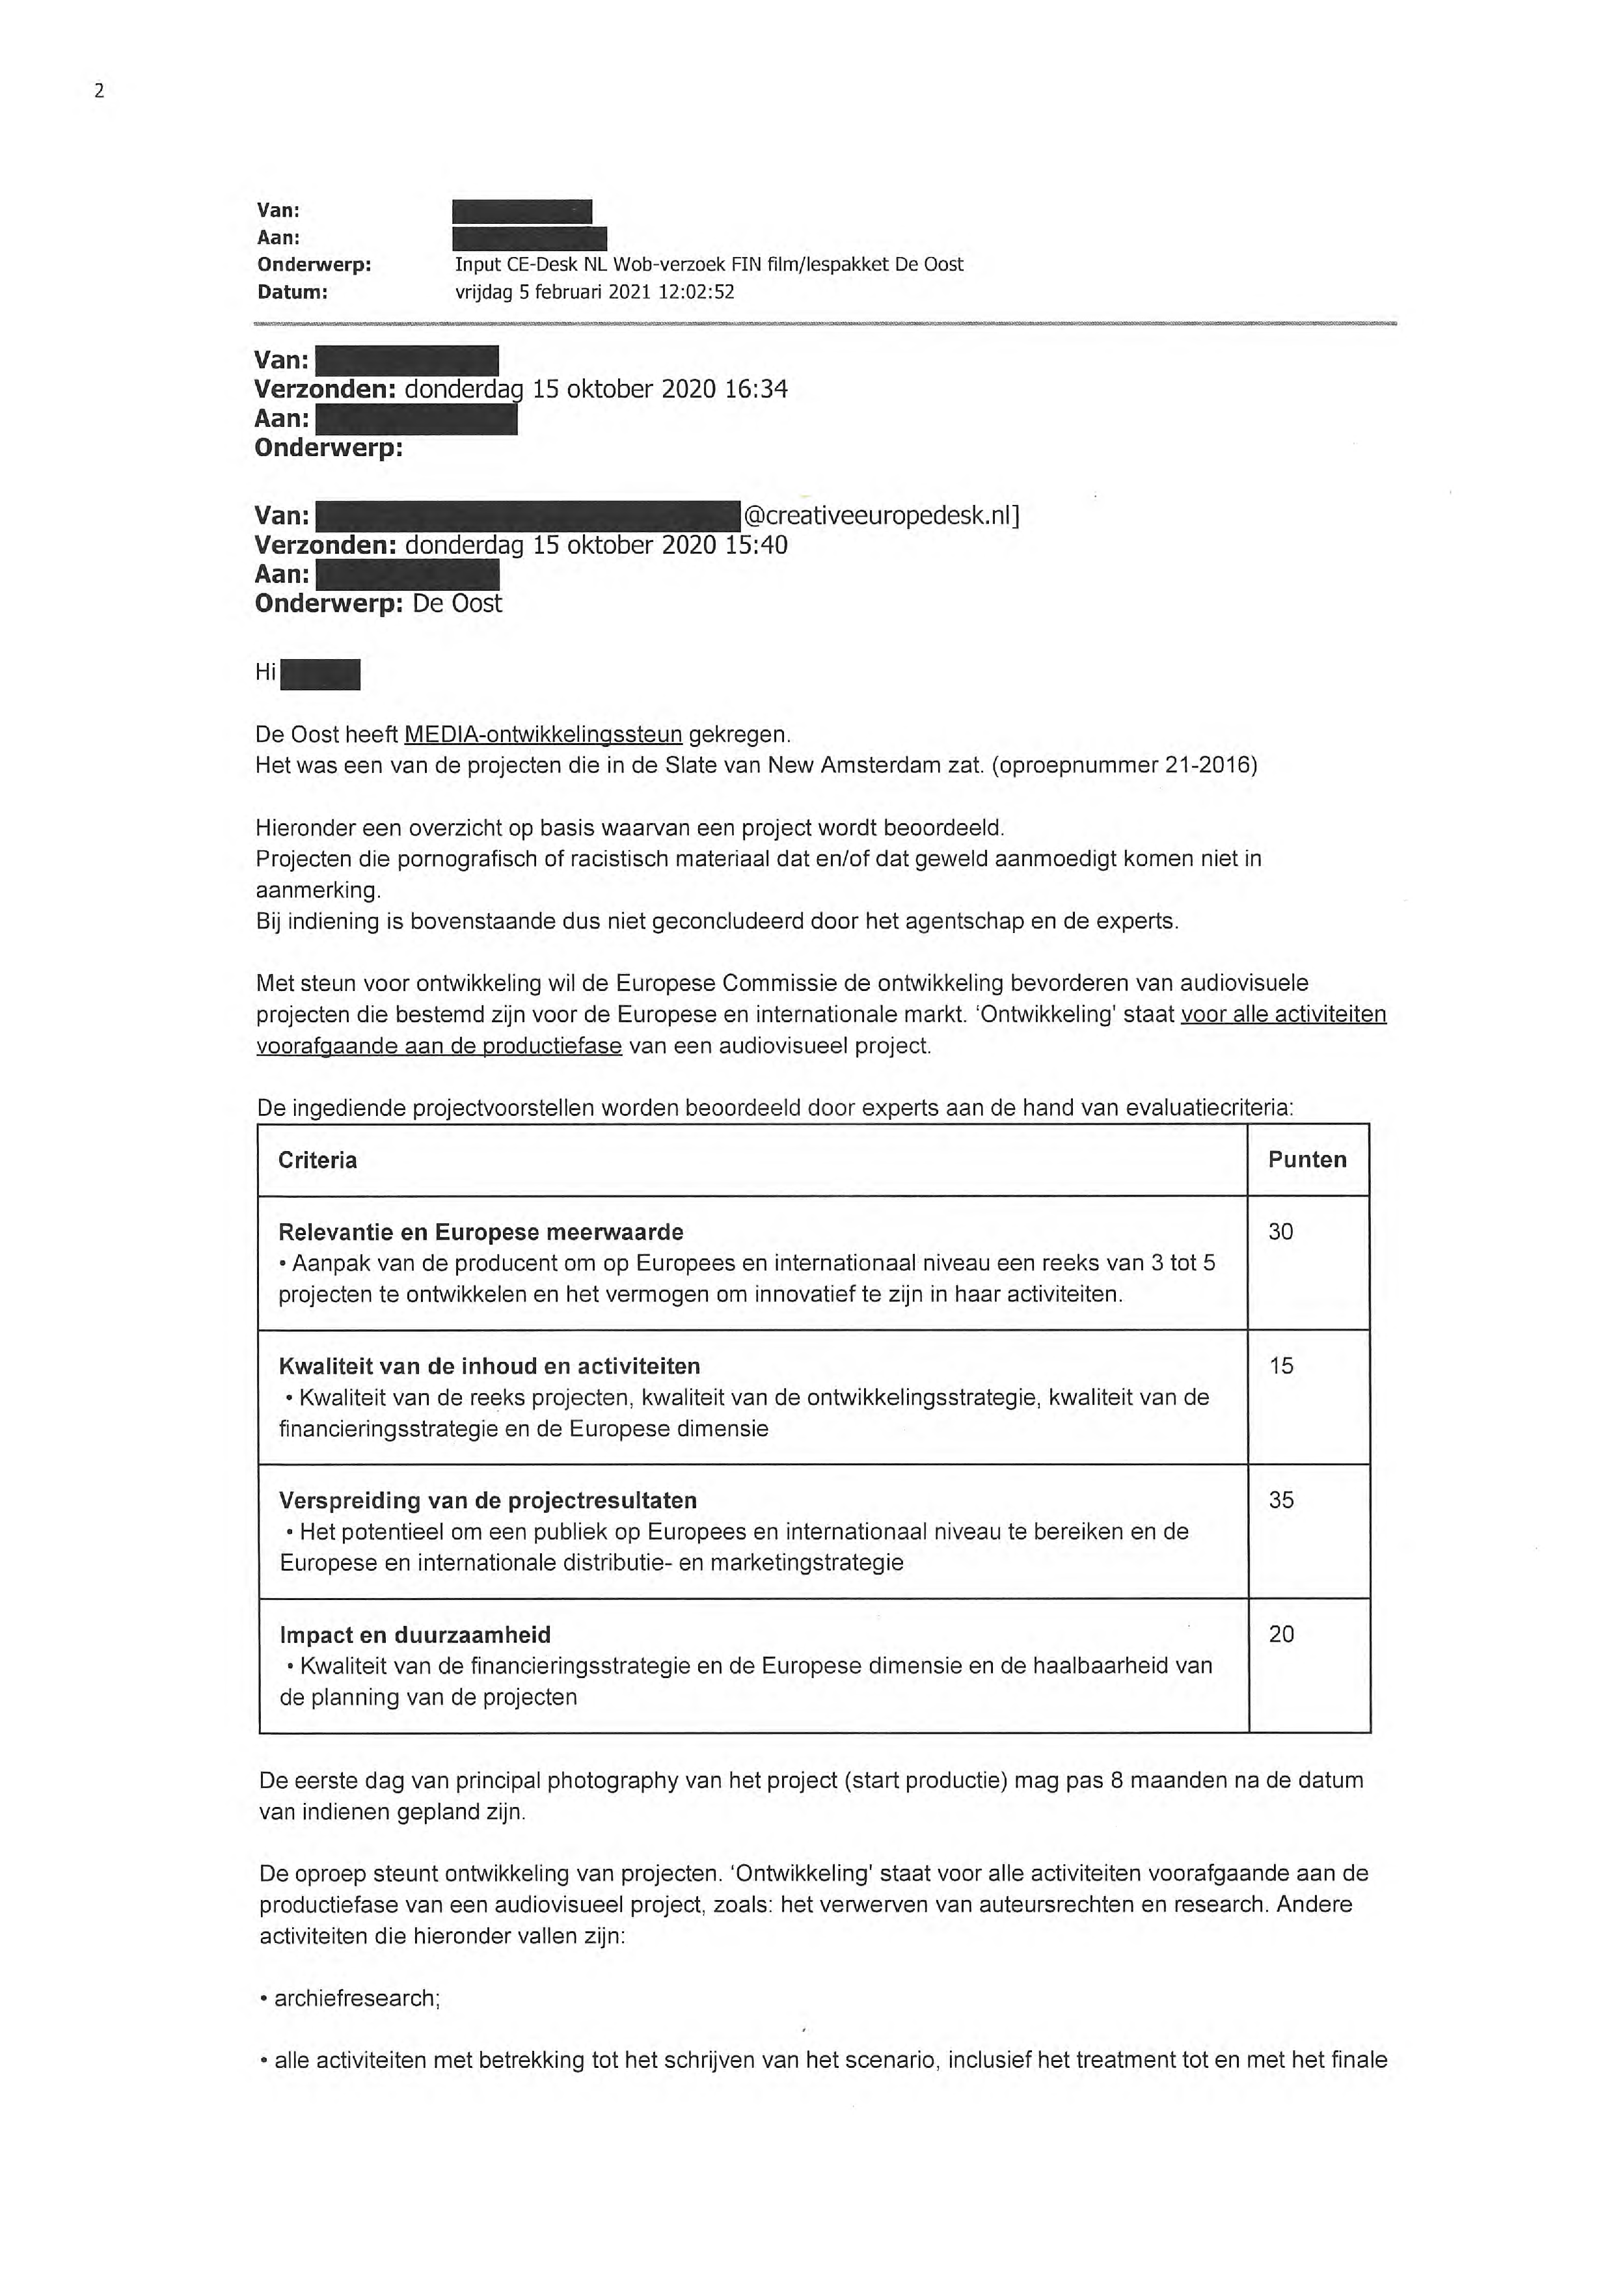 2
Van:
Aan:
Onderwerp: Input CE-Desk NL Wob-verzoek FIN film/lespakket De Oost
Datum: vrijdag 5 februari 2021 12:02:52
Van:
Verzonden: donderdag 15 oktober 2020 16:34
Aan:
Onderwerp:
Van: @creativeeuropedesk.nl]
Verzonden: donderdag 15 oktober 2020 15:40
Aan:
Onderwerp: De Oost
Hi
De Oost heeft MEDIA-ontwikkelingssteun gekregen.
Het was een van de projecten die in de Slate van New Amsterdam zat. (oproepnummer 21-2016)
Hieronder een overzicht op basis waarvan een project wordt beoordeeld.
Projecten die pornografisch of racistisch materiaal dat en/of dat geweld aanmoedigt komen niet in
aanmerking.
Bij indiening is bovenstaande dus niet geconcludeerd door het agentschap en de experts.
Met steun voor ontwikkeling wil de Europese Commissie de ontwikkeling bevorderen van audiovisuele
projecten die bestemd zijn voor de Europese en internationale markt. 'Ontwikkeling' staat voor alle activiteiten
voorafgaande aan de productiefase van een audiovisueel project.
De ingediende projectvoorstellen worden beoordeeld door experts aan de hand van evaluatiecriteria:
Criteria Punten
Relevantie en Europese meerwaarde 30
• Aanpak van de producent om op Europees en internationaal niveau een reeks van 3 tot 5
projecten te ontwikkelen en het vermogen om innovatief te zijn in haar activiteiten.
Kwaliteit van de inhoud en activiteiten 15
• Kwaliteit van de reeks projecten, kwaliteit van de ontwikkelingsstrategie, kwaliteit van de
financieringsstrategie en de Europese dimensie
Verspreiding van de projectresultaten 35
• Het potentieel om een publiek op Europees en internationaal niveau te bereiken en de
Europese en internationale distributie- en marketingstrategie
Impact en duurzaamheid 20
• Kwaliteit van de financieringsstrategie en de Europese dimensie en de haalbaarheid van
de planning van de projecten
De eerste dag van principal photography van het project (start productie) mag pas 8 maanden na de datum
van indienen gepland zijn.
De oproep steunt ontwikkeling van projecten. 'Ontwikkeling' staat voor alle activiteiten voorafgaande aan de
productiefase van een audiovisueel project, zoals: het verwerven van auteursrechten en research. Andere
activiteiten die hieronder vallen zijn:
• archiefresearch;
• alle activiteiten met betrekking tot het schrijven van het scenario, inclusief het treatment tot en met het finale